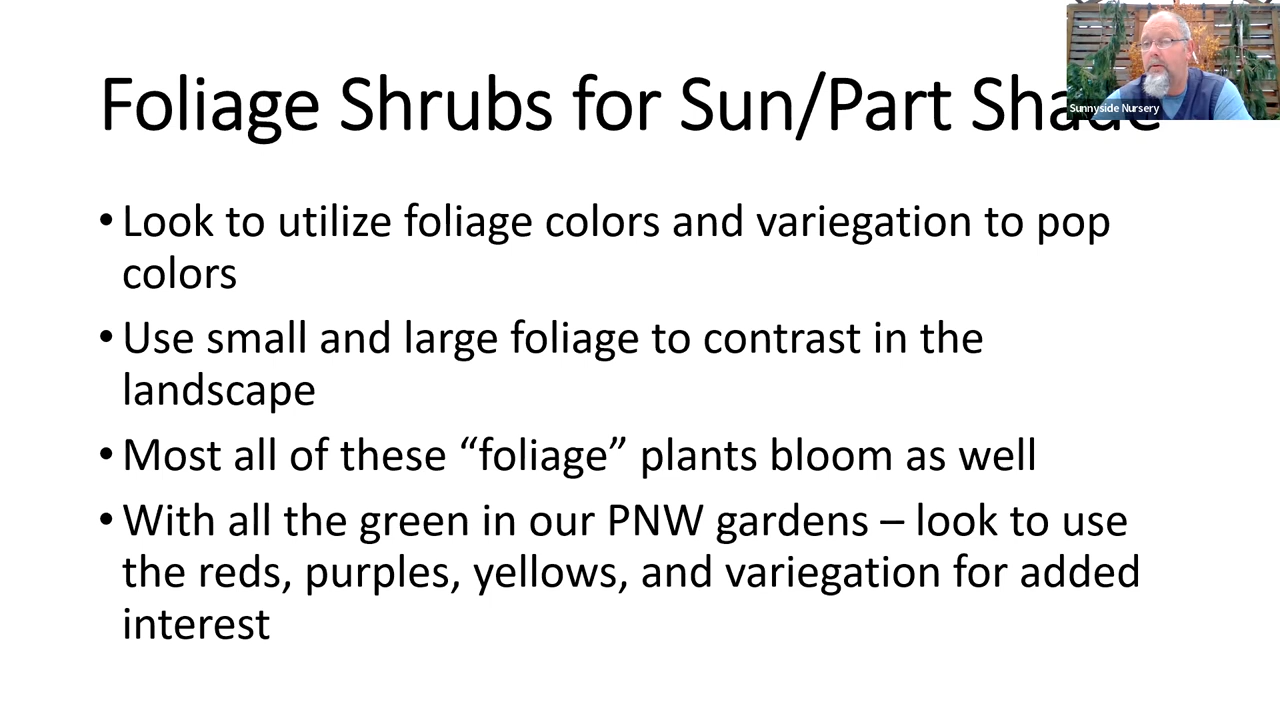 Foliage Shrubs for Sun/Part Shade
Sunnyside Nursery
•Look to utilize foliage colors and variegation to pop
colors
•Use small and large foliage to contrast in the
landscape
•Most all of these “foliage” plants bloom as well
•With all the green in our PNW gardens – look to use
the reds, purples, yellows, and variegation for added
interest